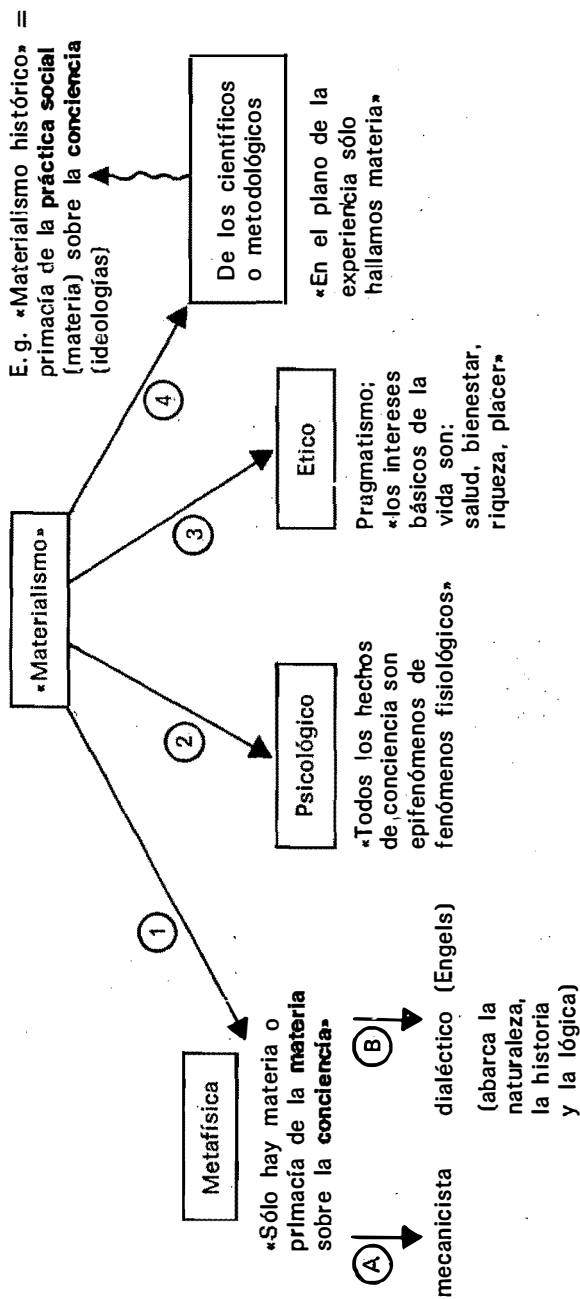 «Materialismo»
1
2
3
4
Metafísica
«Sólo hay materia o
primacía de la materia
sobre la conciencia»
A
mecanicista
B
dialéctico (Engels)
(abarca la
naturaleza,
la historia
y la lógica)
Psicológico
«Todos los hechos
de conciencia son
epifenómenos de
fenómenos fisiológicos»
Etico
Pragmatismo;
«los intereses
básicos de la
vida son:
salud, bienestar,
riqueza, placer»
De los científicos
o metodológicos
«En el plano de la
experiencia sólo
hallamos materia»
E.g. «Materialismo histórico» =
primacía de la práctica social
(materia) sobre la conciencia
(ideologías)